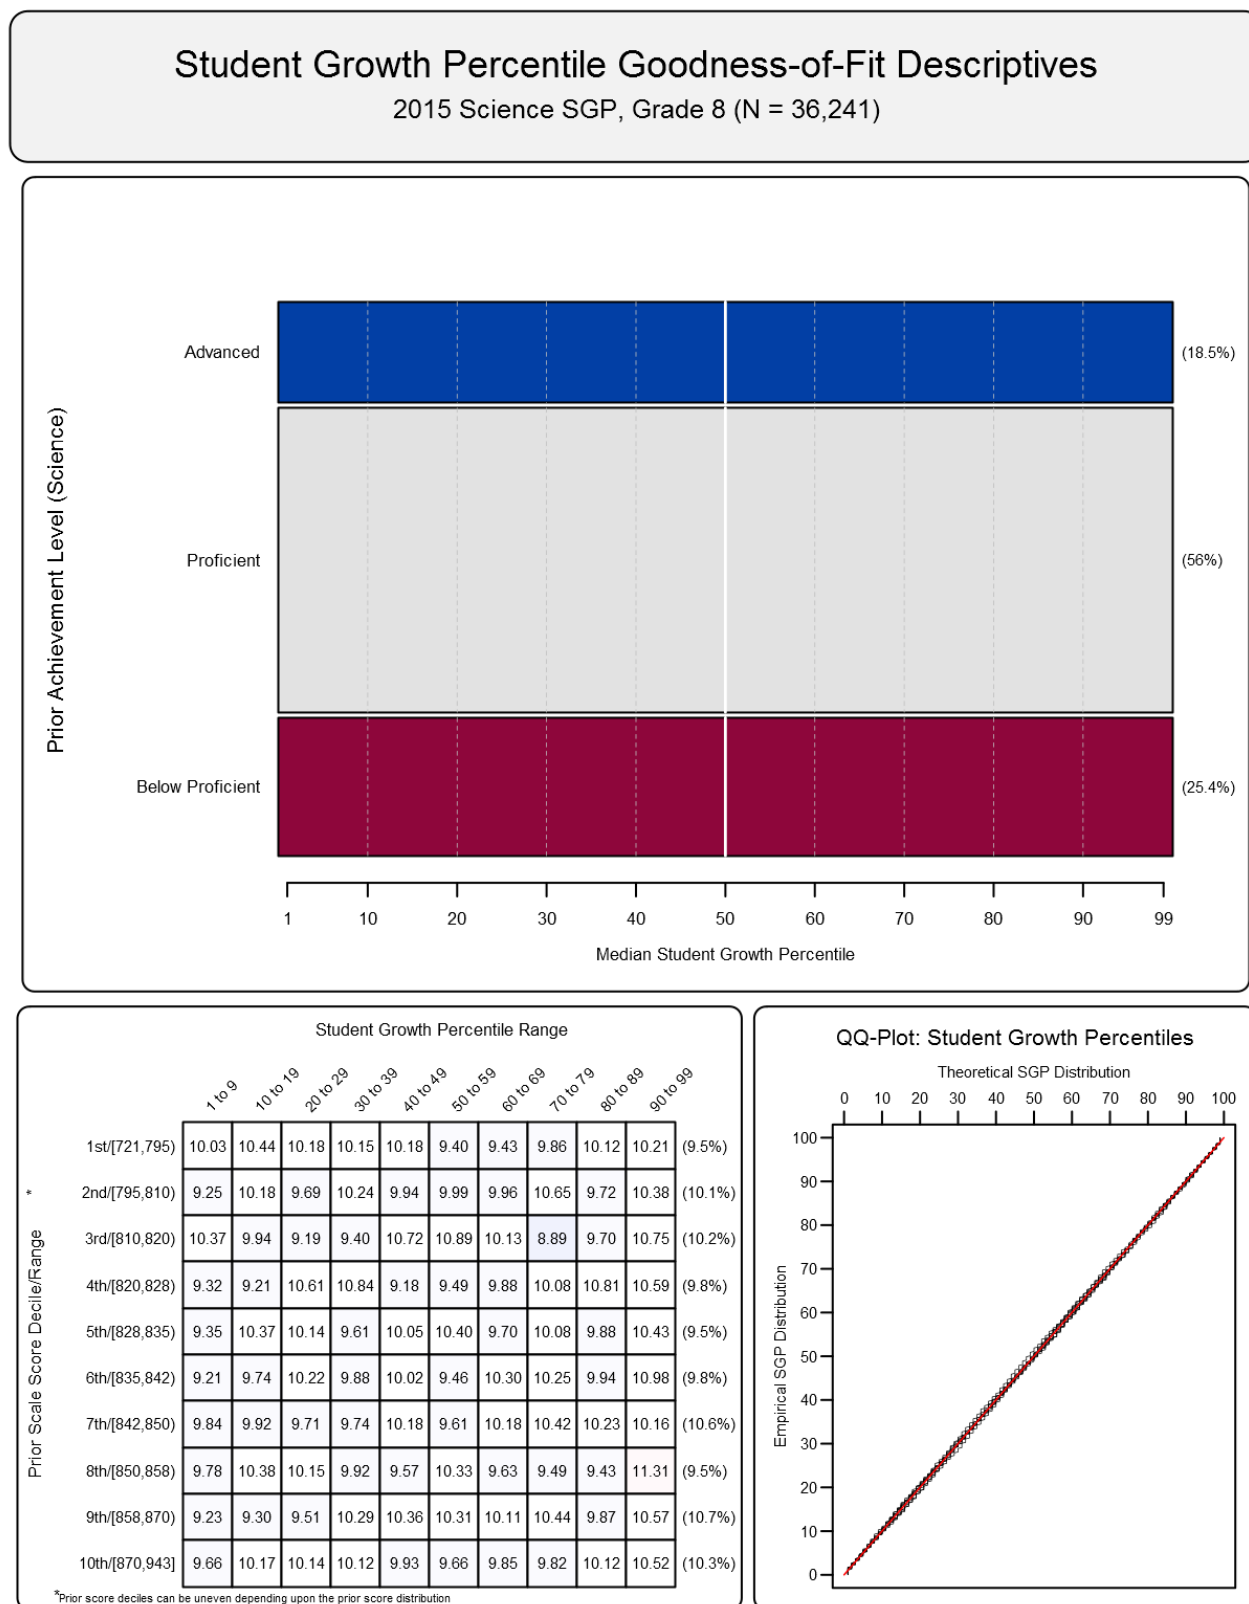 Student Growth Percentile Goodness-of-Fit Descriptives
2015 Science SGP, Grade 8 (N = 36,241)
Prior Achievement Level (Science)
Advanced
(18.5%)
Proficient
(56%)
Below Proficient
(25.4%)
1 10 20 30 40 50 60 70 80 90 99
Median Student Growth Percentile
Student Growth Percentile Range
1 to 9 10 to 19 20 to 29 30 to 39 40 to 49 50 to 59 60 to 69 70 to 79 80 to 89 90 to 99
Prior Scale Score Decile/Range *
1st/[721,795) 10.03 10.44 10.18 10.15 10.18 9.40 9.43 9.86 10.12 10.21 (9.5%)
2nd/[795,810) 9.25 10.18 9.69 10.24 9.94 9.99 9.96 10.65 9.72 10.38 (10.1%)
3rd/[810,820) 10.37 9.94 9.19 9.40 10.72 10.89 10.13 8.89 9.70 10.75 (10.2%)
4th/[820,828) 9.32 9.21 10.61 10.84 9.18 9.49 9.88 10.08 10.81 10.59 (9.8%)
5th/[828,835) 9.35 10.37 10.14 9.61 10.05 10.40 9.70 10.08 9.88 10.43 (9.5%)
6th/[835,842) 9.21 9.74 10.22 9.88 10.02 9.46 10.30 10.25 9.94 10.98 (9.8%)
7th/[842,850) 9.84 9.92 9.71 9.74 10.18 9.61 10.18 10.42 10.23 10.16 (10.6%)
8th/[850,858) 9.78 10.38 10.15 9.92 9.57 10.33 9.63 9.49 9.43 11.31 (9.5%)
9th/[858,870) 9.23 9.30 9.51 10.29 10.36 10.31 10.11 10.44 9.87 10.57 (10.7%)
10th/[870,943] 9.66 10.17 10.14 10.12 9.93 9.66 9.85 9.82 10.12 10.52 (10.3%)
*Prior score deciles can be uneven depending upon the prior score distribution
QQ-Plot: Student Growth Percentiles
Theoretical SGP Distribution
0 10 20 30 40 50 60 70 80 90 100
Empirical SGP Distribution
100
90
80
70
60
50
40
30
20
10
0